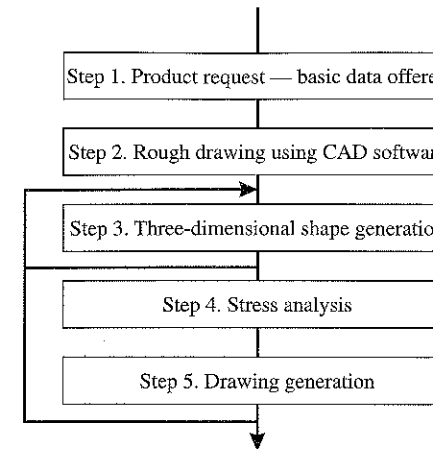 Step 1. Product request — basic data offere
Step 2. Rough drawing using CAD softwar
Step 3. Three-dimensional shape generatio
Step 4. Stress analysis
Step 5. Drawing generation